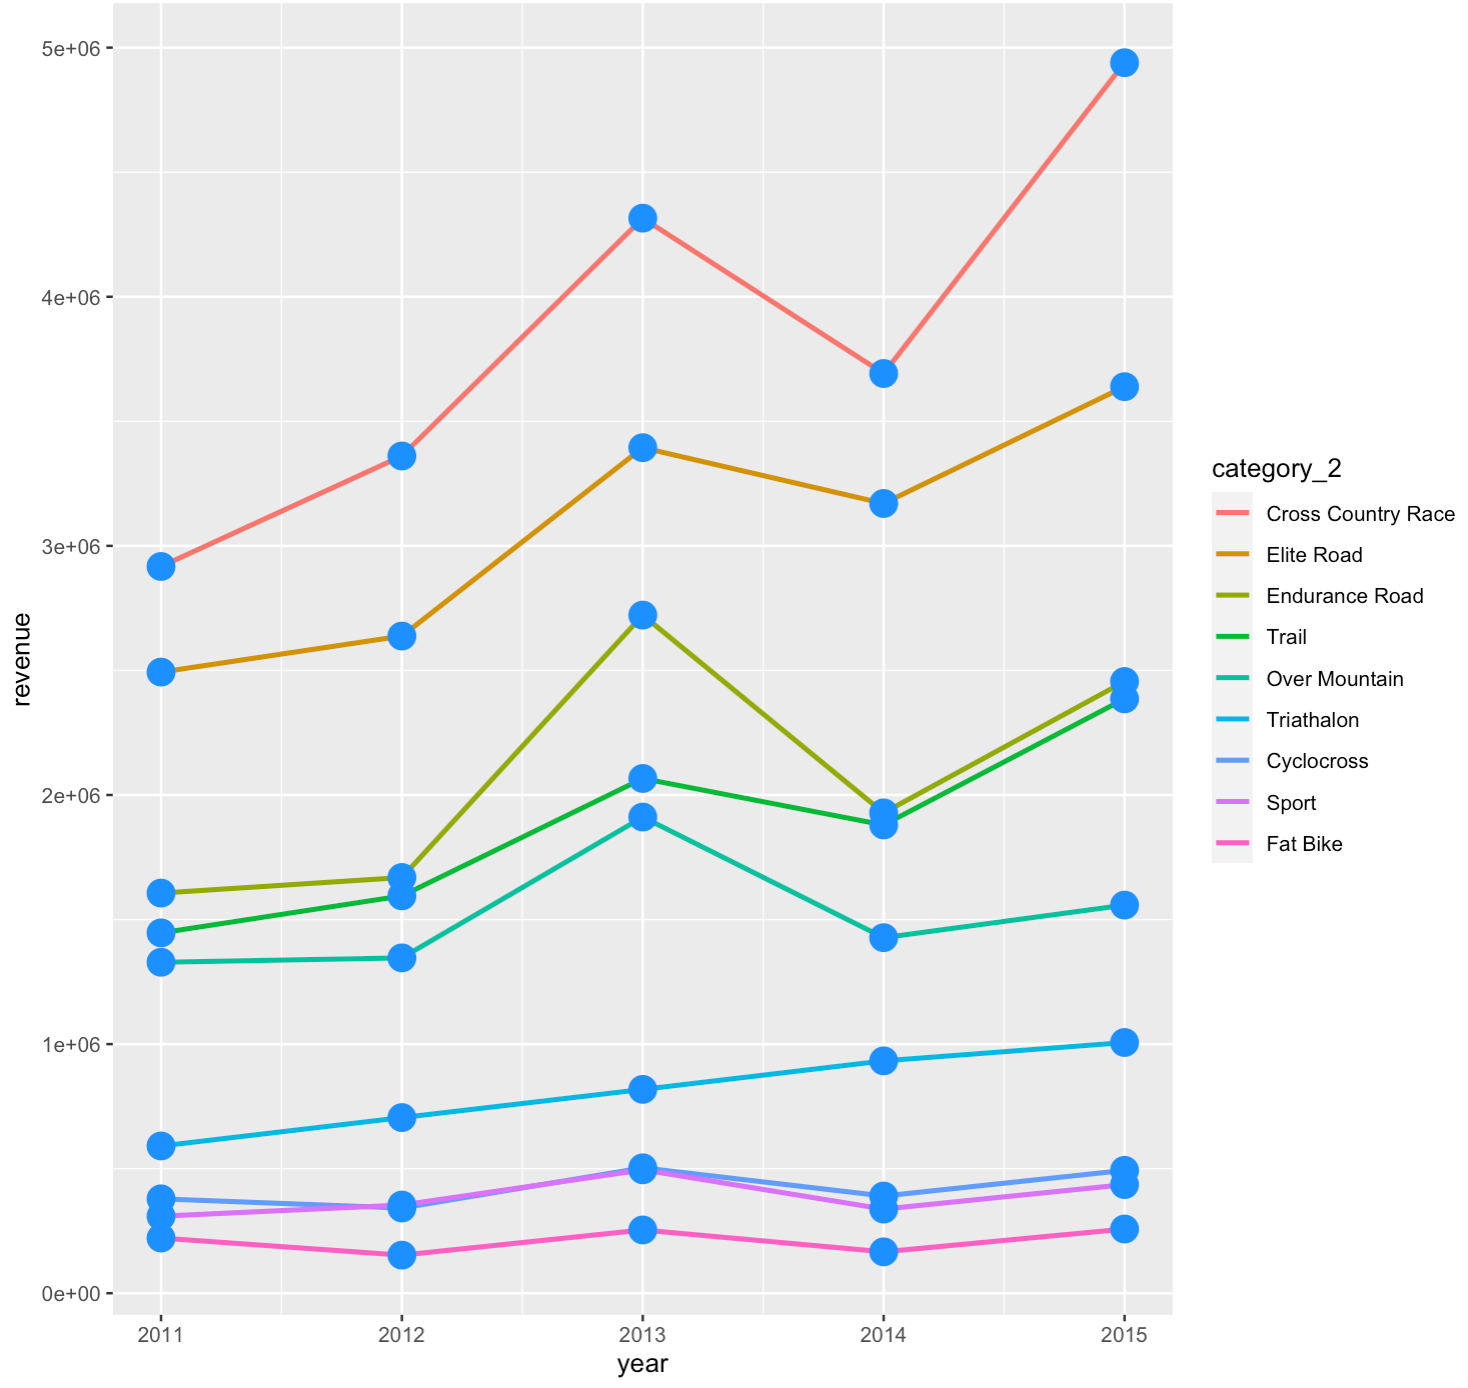 5e+06
4e+06
3e+06
2e+06
1e+06
0e+00
revenue
2011 2012 2013 2014 2015
year
category_2
Cross Country Race
Elite Road
Endurance Road
Trail
Over Mountain
Triathalon
Cyclocross
Sport
Fat Bike